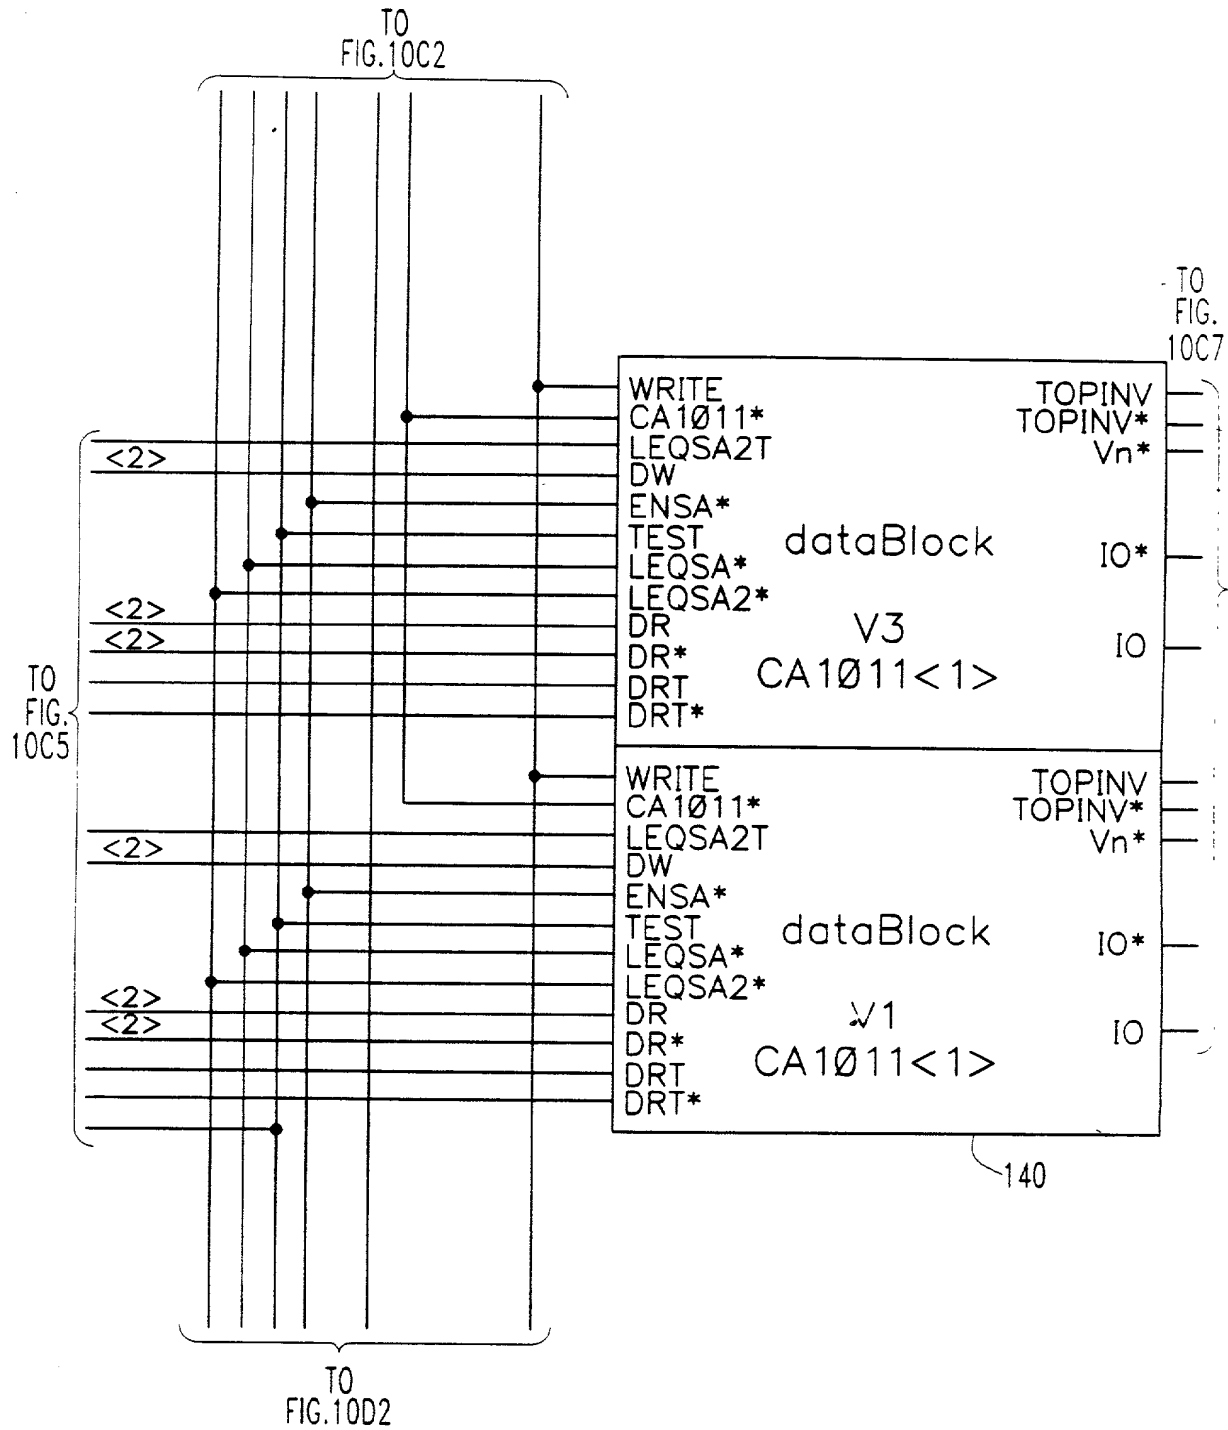 TO
FIG.10C2
TO
FIG.
10C7
WRITE
CA1Ø11*
LEQSA2T
<2>
DW
ENSA*
TEST
LEQSA*
LEQSA2*
<2>
DR
<2>
DR*
DRT
DRT*
TOPINV
TOPINV*
Vn*
IO*
IO
dataBlock
V3
CA1Ø11<1>
TO
FIG.
10C5
WRITE
CA1Ø11*
LEQSA2T
<2>
DW
ENSA*
TEST
LEQSA*
LEQSA2*
<2>
DR
<2>
DR*
DRT
DRT*
TOPINV
TOPINV*
Vn*
IO*
IO
dataBlock
V1
CA1Ø11<1>
140
TO
FIG.10D2